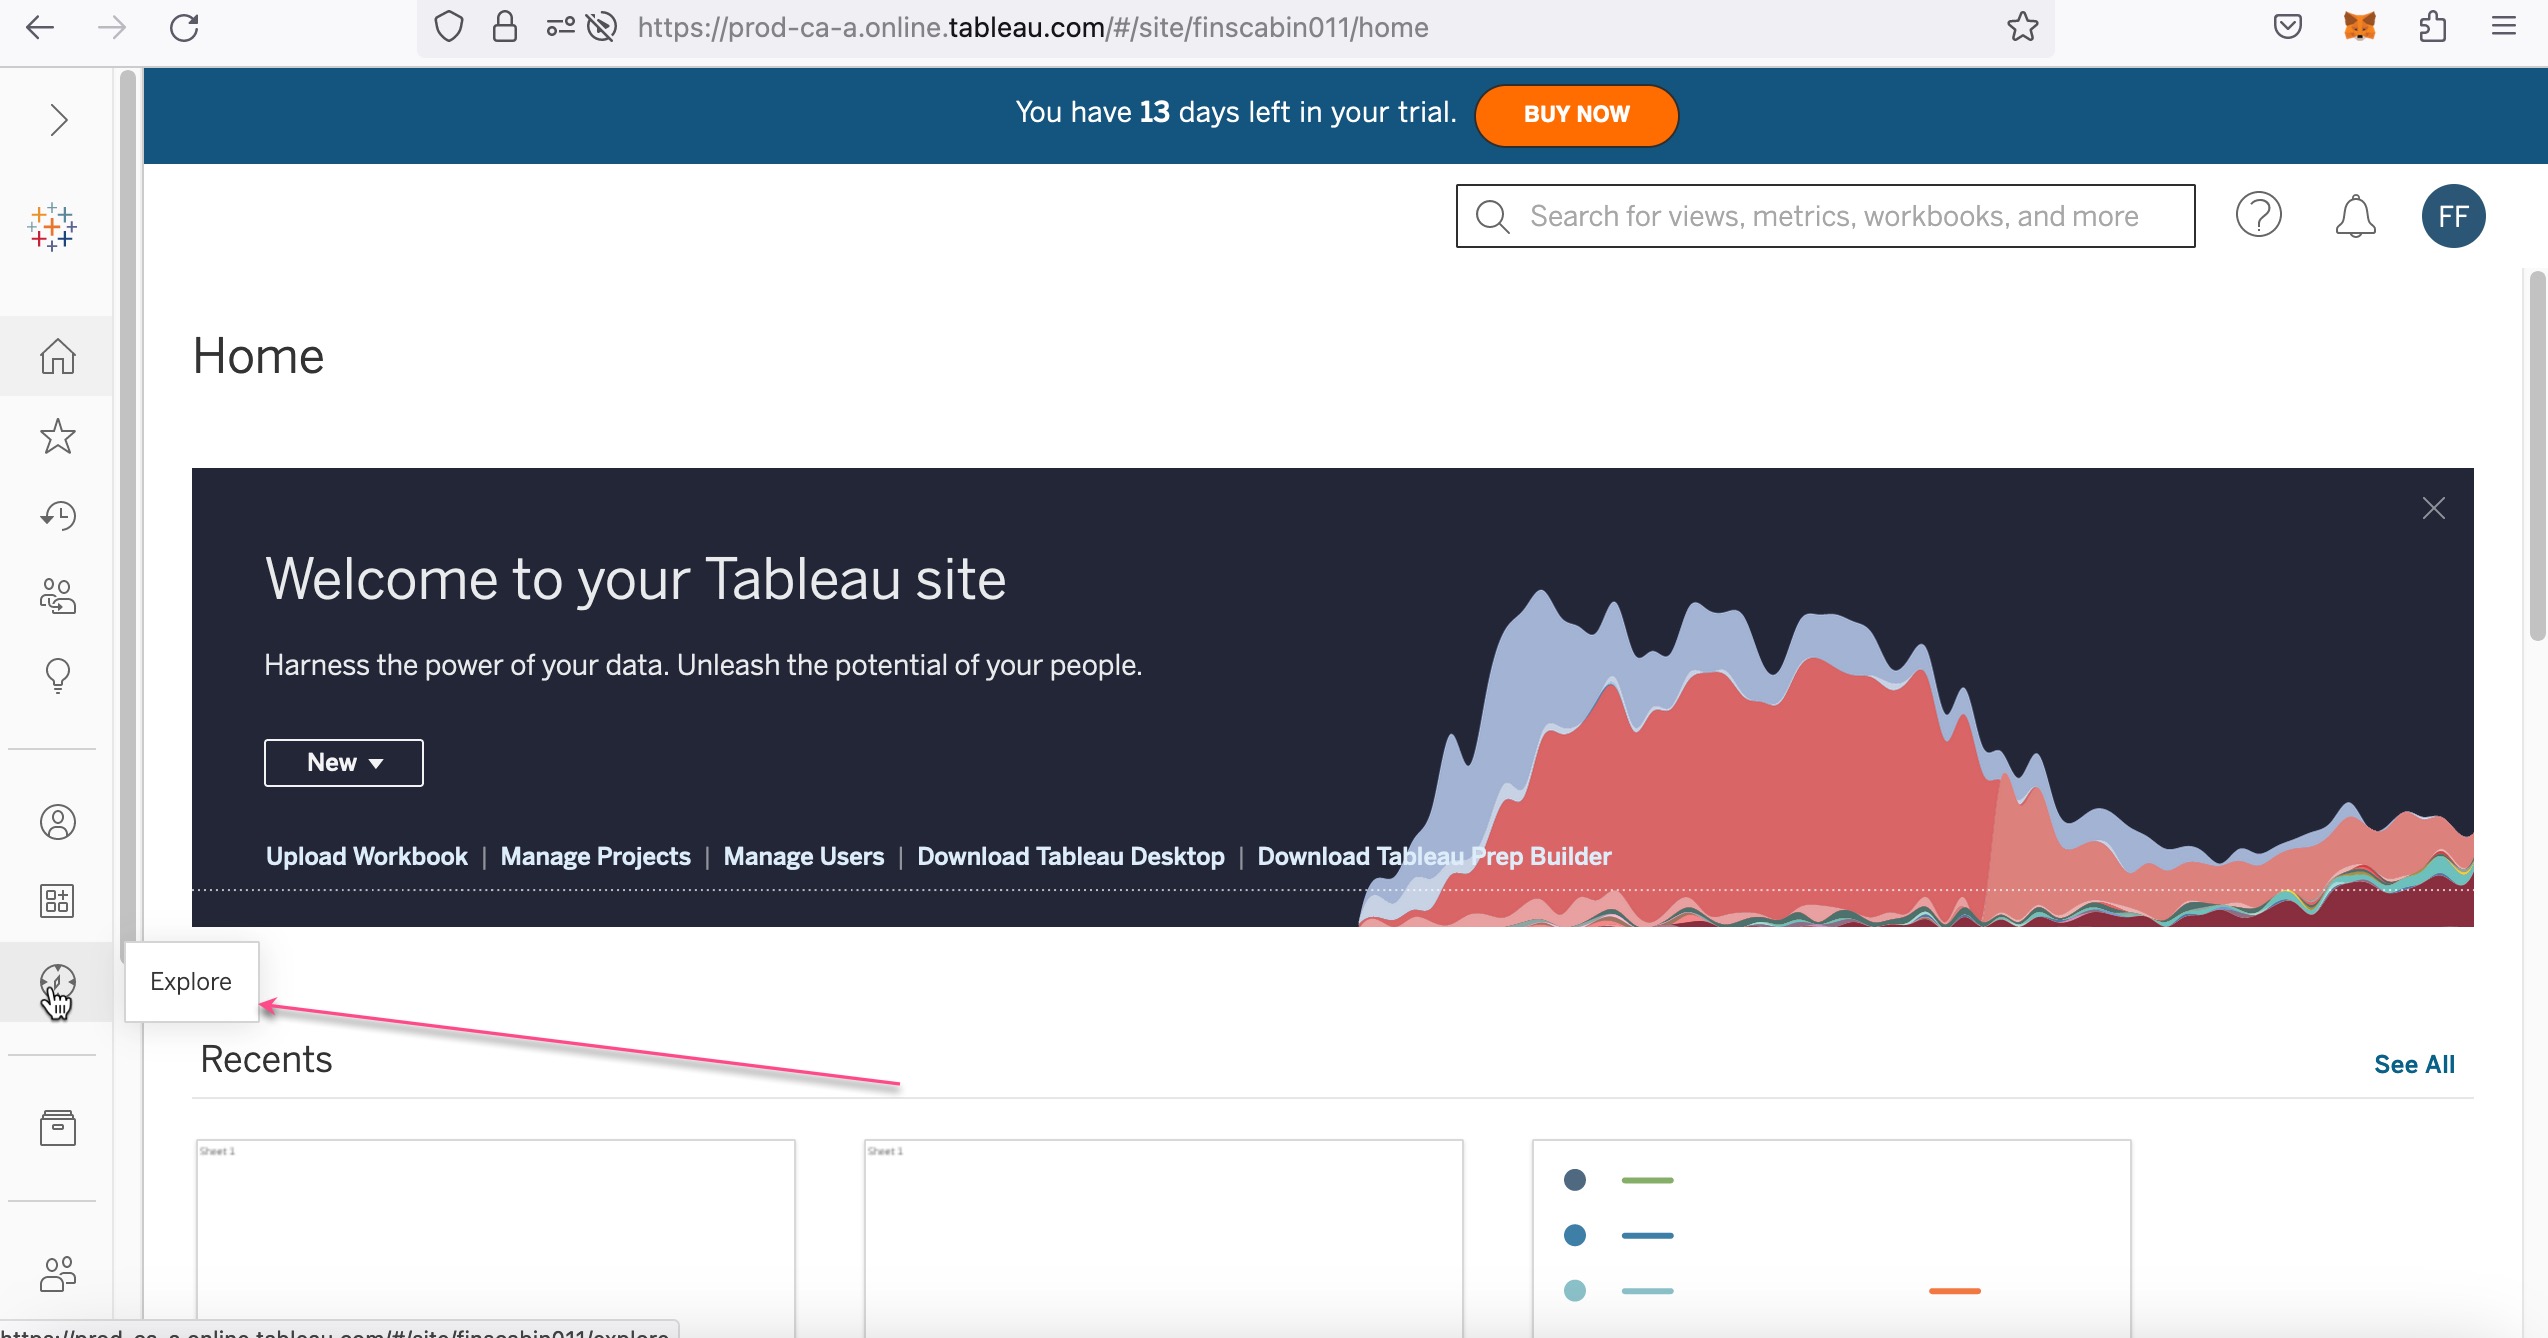 https://prod-ca-a.online.tableau.com/#/site/finscabin011/home
You have 13 days left in your trial. BUY NOW
Search for views, metrics, workbooks, and more
FF
Home
Welcome to your Tableau site
Harness the power of your data. Unleash the potential of your people.
New
Upload Workbook | Manage Projects | Manage Users | Download Tableau Desktop | Download Tableau Prep Builder
Explore
Recents
See All
Sheet 1
Sheet 1
https://prod-ca-a.online.tableau.com/#/site/finscabin011/explore